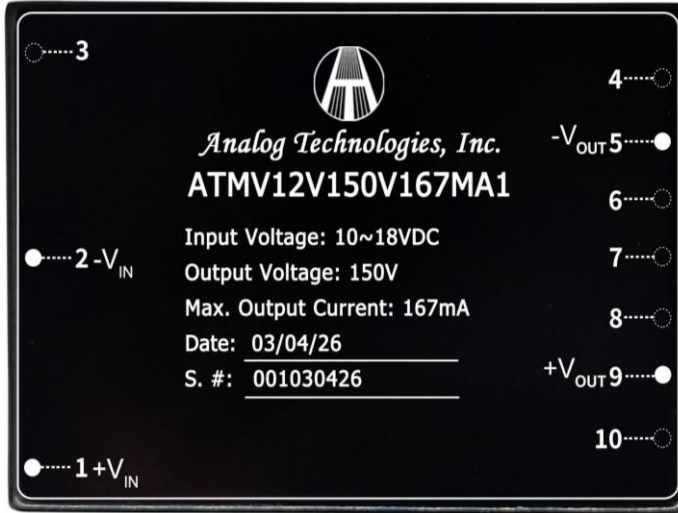 3
4
Analog Technologies, Inc.
-VOUT 5
ATMV12V150V167MA1
6
Input Voltage: 10~18VDC
2 -VIN
7
Output Voltage: 150V
Max. Output Current: 167mA
8
Date: 03/04/26
S. #: 001030426
+VOUT 9
10
1 +VIN